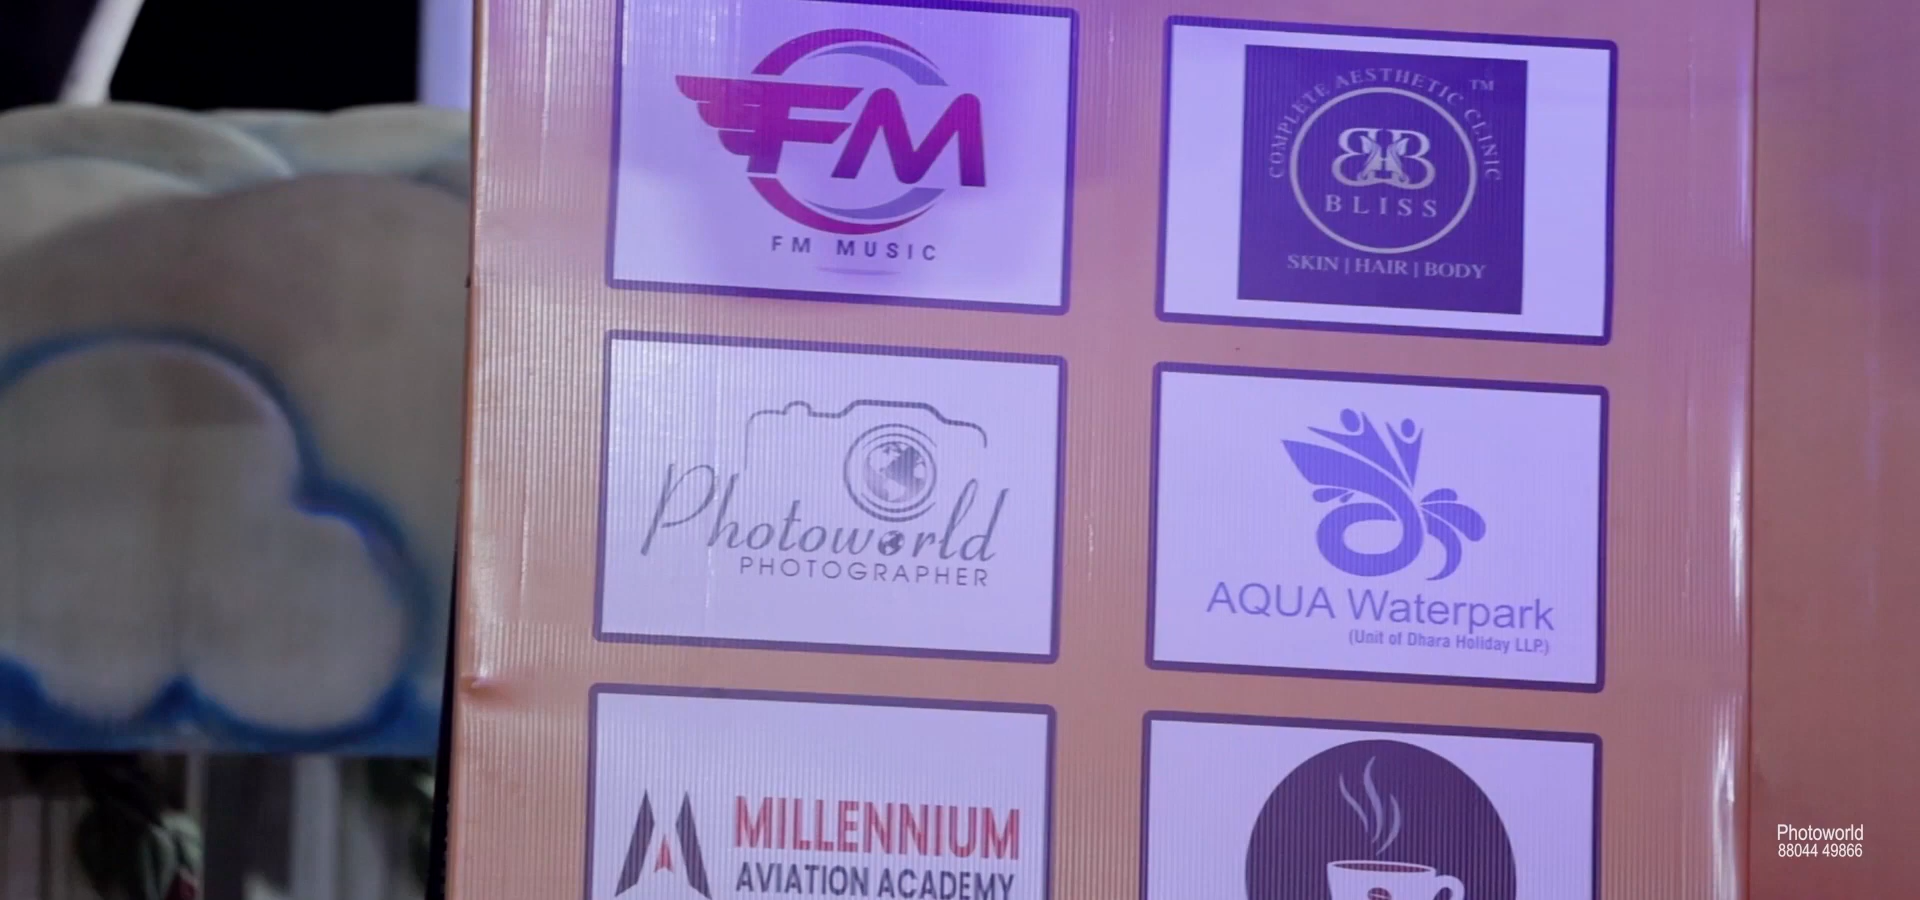 FM
FM MUSIC
COMPLETE AESTHETIC CLINIC
TM
BHB
BLISS
SKIN | HAIR | BODY
Photoworld
PHOTOGRAPHER
AQUA Waterpark
(Unit of Dhara Holiday LLP.)
MILLENNIUM
AVIATION ACADEMY
Photoworld
88044 49866